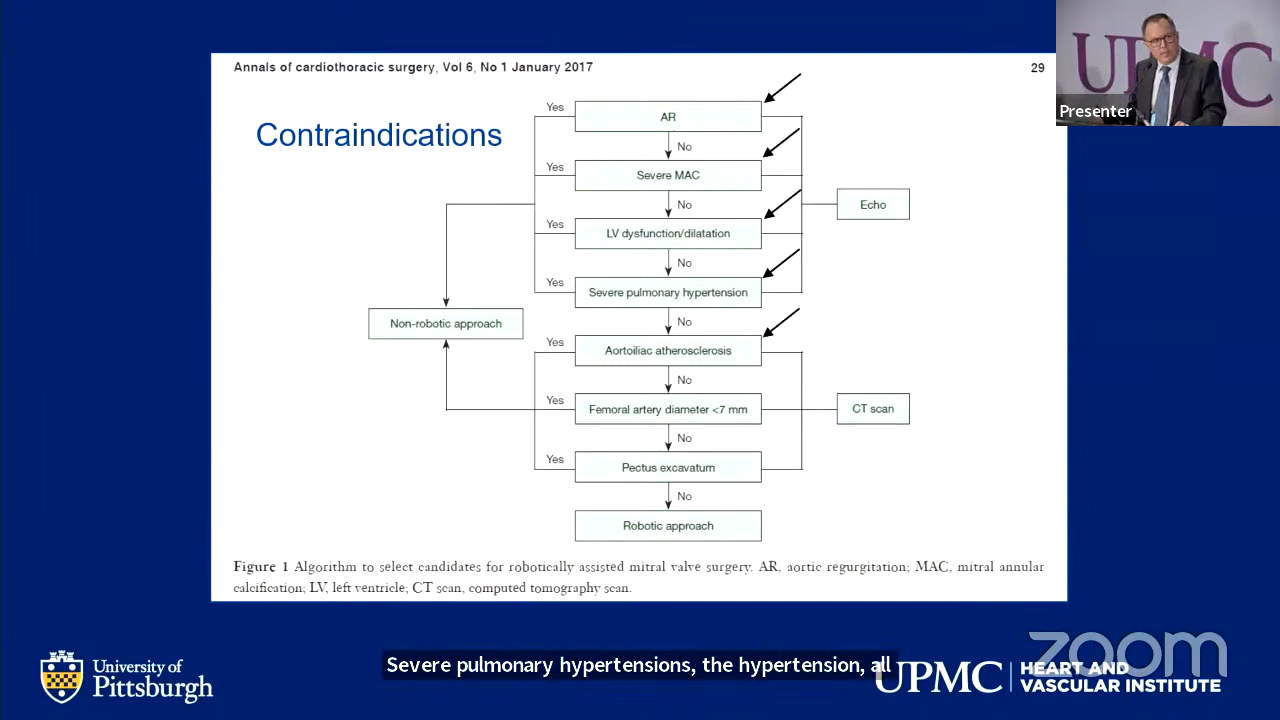 UPMC
Presenter
Annals of cardiothoracic surgery, Vol 6, No 1 January 2017
29
Contraindications
Yes
AR
No
Yes
Severe MAC
No
Echo
Yes
LV dysfunction/dilatation
No
Yes
Severe pulmonary hypertension
No
Non-robotic approach
Yes
Aortoiliac atherosclerosis
No
Yes
Femoral artery diameter <7 mm
CT scan
No
Yes
Pectus excavatum
No
Robotic approach
Figure 1 Algorithm to select candidates for robotically assisted mitral valve surgery. AR, aortic regurgitation; MAC, mitral annular
calcification; LV, left ventricle; CT scan, computed tomography scan.
zoom
Severe pulmonary hypertensions, the hypertension, all
University of
Pittsburgh
UPMC
HEART AND
VASCULAR INSTITUTE